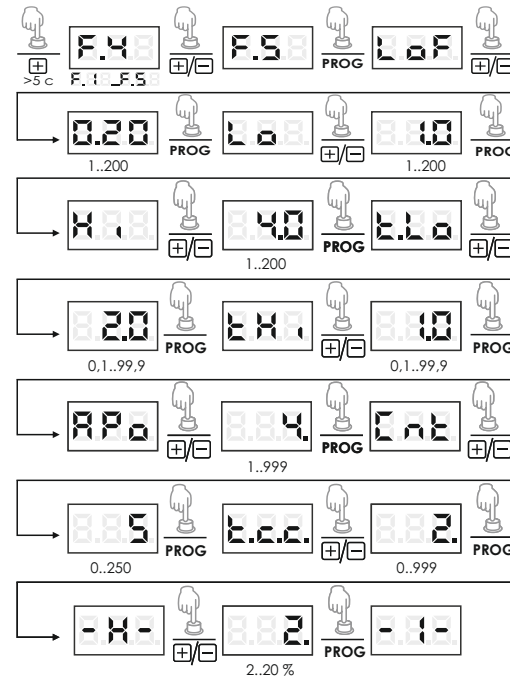 F.4 F.5 PROG LoF
+ +/− +/−
>5 c F.1 _F.5
0.20 PROG Lo +/− 1.0 PROG
1..200 1..200
Hi +/− 4.0 PROG t.Lo +/−
1..200
2.0 PROG tHi +/− 1.0 PROG
0,1..99,9 0,1..99,9
APo +/− 4. PROG Cnt +/−
1..999
5 PROG t.c.c. +/− 2. PROG
0..250 0..999
-H- +/− 2. PROG -1-
2..20 %